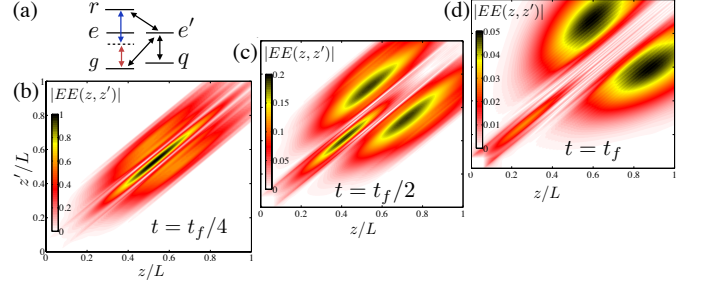 (a)
r
e
e'
g
q
(b)
|EE(z,z')|
1
0.8
0.6
0.4
0.2
0
z'/L
1
0.8
0.6
0.4
0.2
0
0 0.2 0.4 0.6 0.8 1
z/L
t = t_f/4
(c)
|EE(z,z')|
0.2
0.15
0.1
0.05
0
0 0.2 0.4 0.6 0.8 1
z/L
t = t_f/2
(d)
|EE(z,z')|
0.05
0.04
0.03
0.02
0.01
0
0 0.2 0.4 0.6 0.8 1
z/L
t = t_f